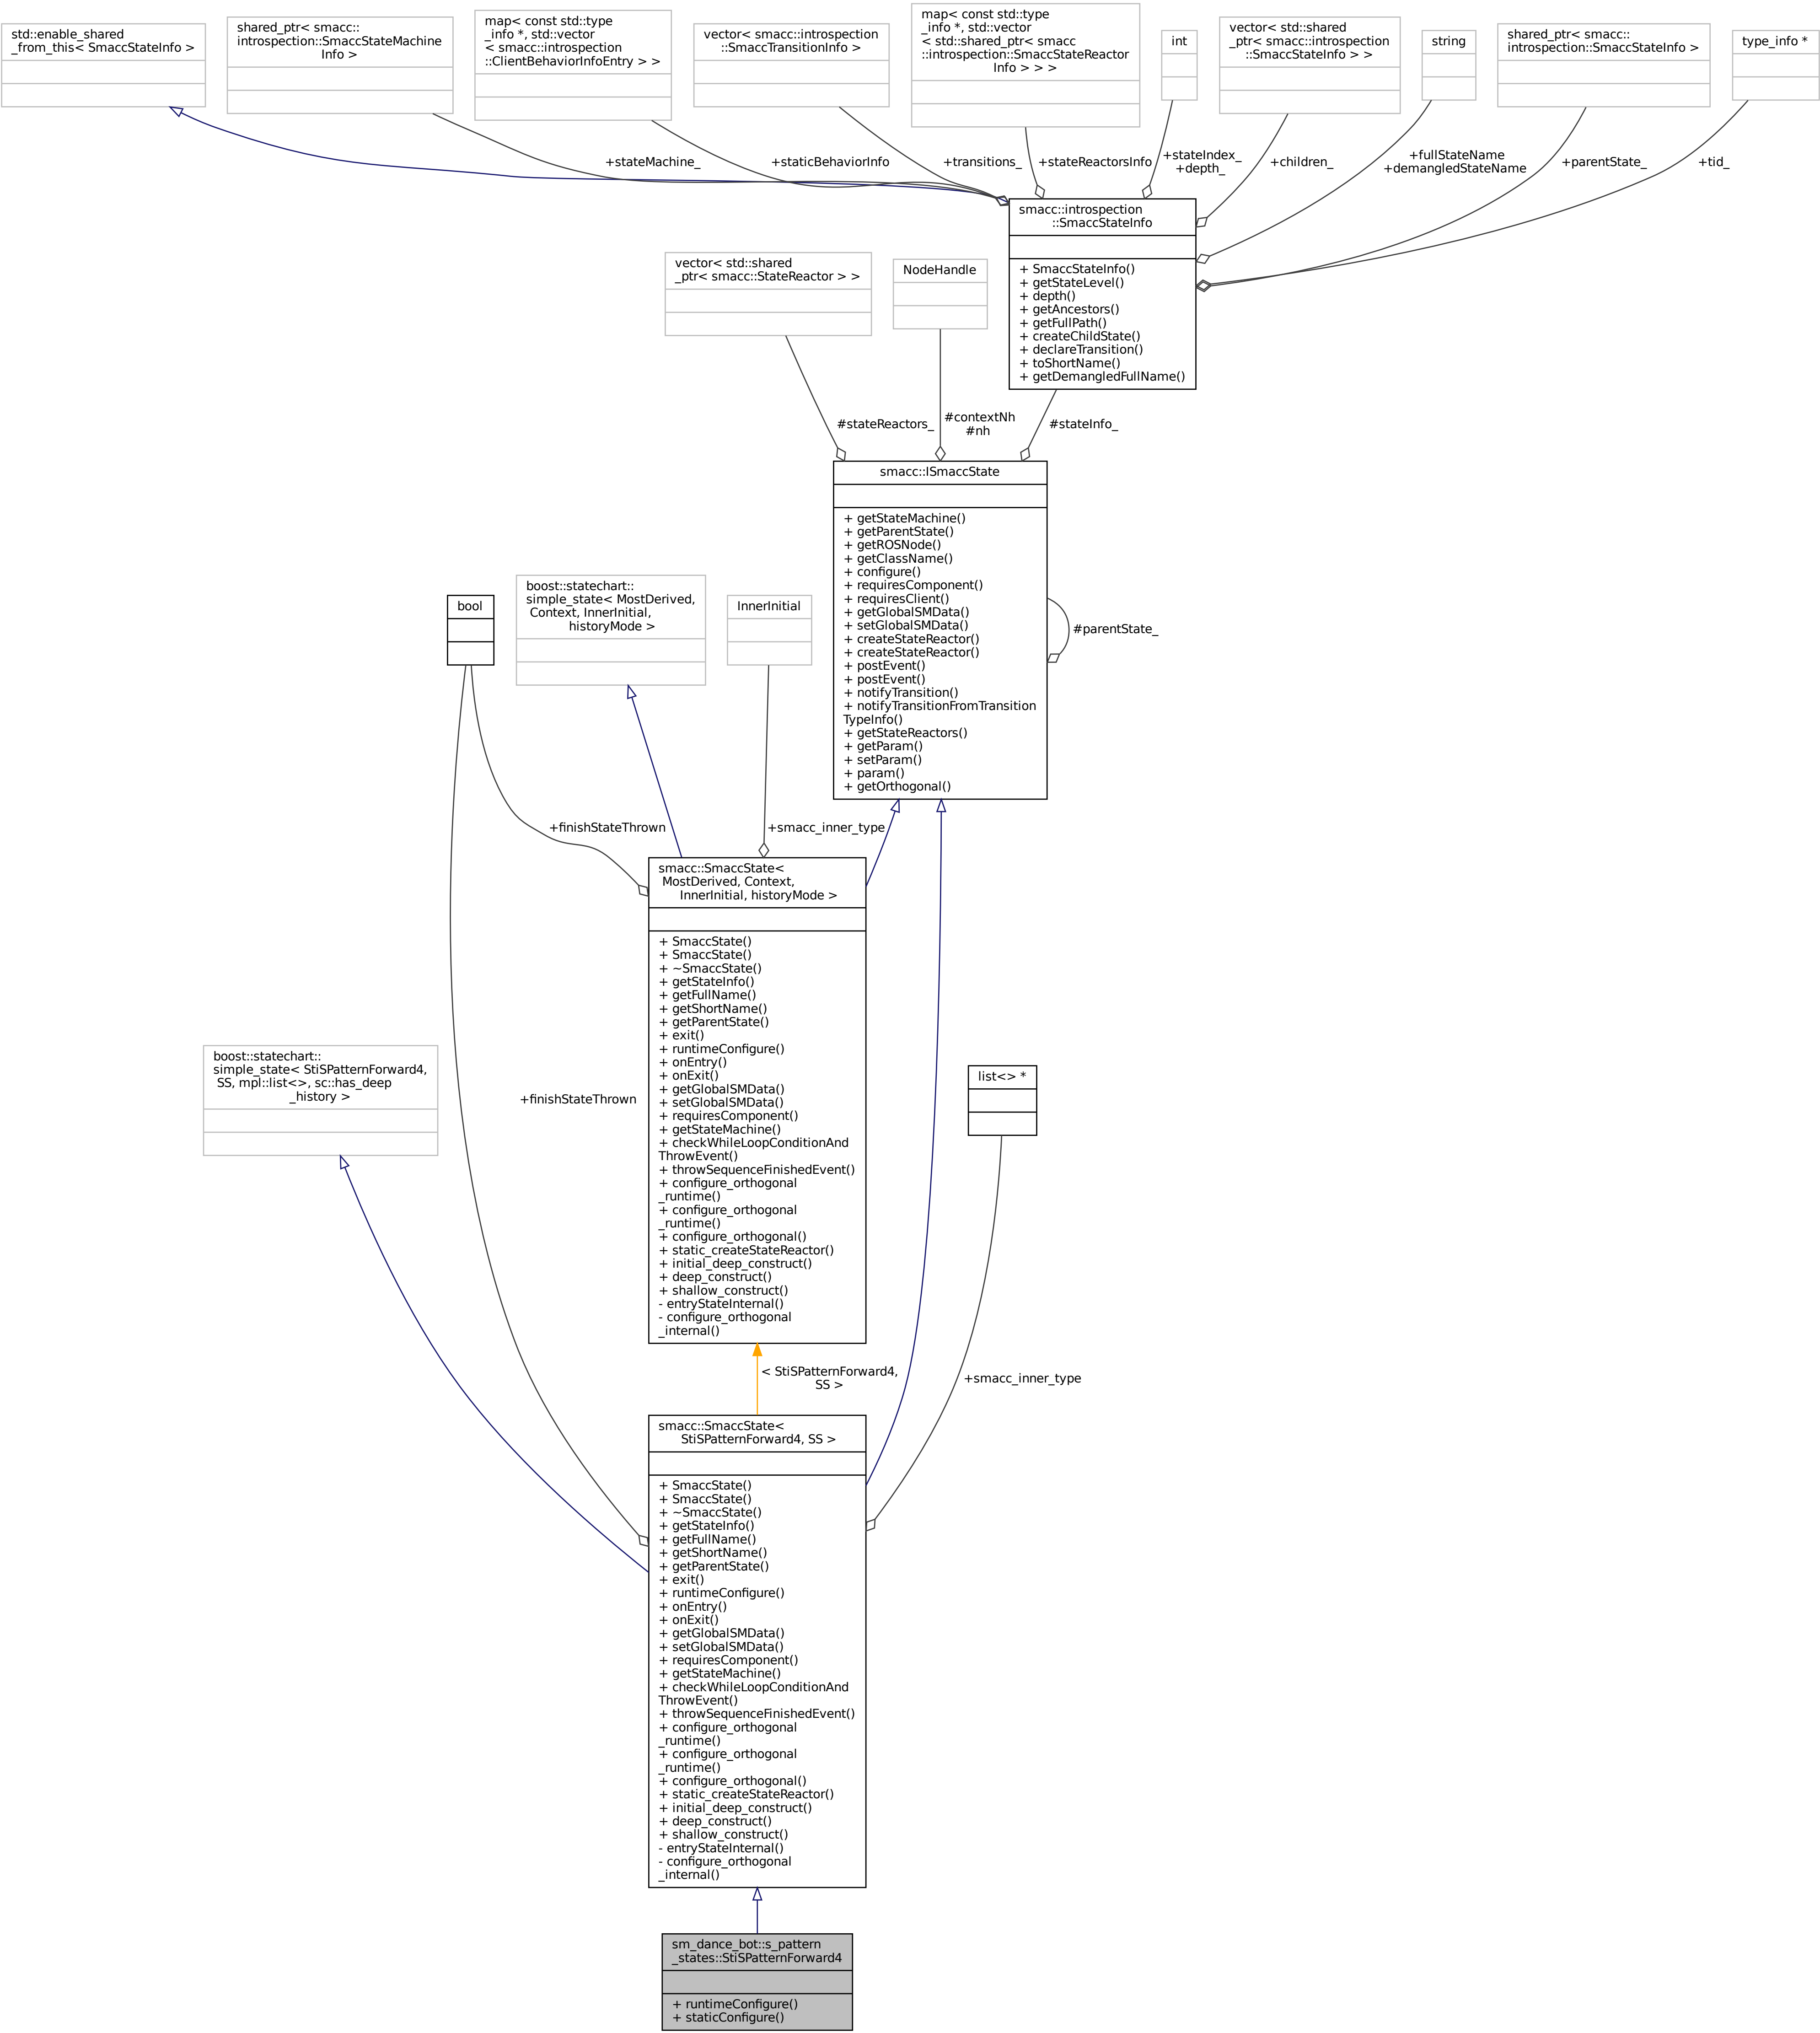 std::enable_shared
_from_this< SmaccStateInfo >
shared_ptr< smacc::
introspection::SmaccStateMachine
Info >
map< const std::type
_info *, std::vector
< smacc::introspection
::ClientBehaviorInfoEntry > >
vector< smacc::introspection
::SmaccTransitionInfo >
map< const std::type
_info *, std::vector
< std::shared_ptr< smacc
::introspection::SmaccStateReactor
Info > > >
int
vector< std::shared
_ptr< smacc::introspection
::SmaccStateInfo > >
string
shared_ptr< smacc::
introspection::SmaccStateInfo >
type_info *
+stateMachine_
+staticBehaviorInfo
+transitions_
+stateReactorsInfo
+stateIndex_
+depth_
+children_
+fullStateName
+demangledStateName
+parentState_
+tid_
smacc::introspection
::SmaccStateInfo
+ SmaccStateInfo()
+ getStateLevel()
+ depth()
+ getAncestors()
+ getFullPath()
+ createChildState()
+ declareTransition()
+ toShortName()
+ getDemangledFullName()
vector< std::shared
_ptr< smacc::StateReactor > >
NodeHandle
#stateReactors_
#contextNh
#nh
#stateInfo_
smacc::ISmaccState
+ getStateMachine()
+ getParentState()
+ getROSNode()
+ getClassName()
+ configure()
+ requiresComponent()
+ requiresClient()
+ getGlobalSMData()
+ setGlobalSMData()
+ createStateReactor()
+ createStateReactor()
+ postEvent()
+ postEvent()
+ notifyTransition()
+ notifyTransitionFromTransition
TypeInfo()
+ getStateReactors()
+ getParam()
+ setParam()
+ param()
+ getOrthogonal()
#parentState_
bool
boost::statechart::
simple_state< MostDerived,
Context, InnerInitial,
historyMode >
InnerInitial
+finishStateThrown
+smacc_inner_type
smacc::SmaccState<
MostDerived, Context,
InnerInitial, historyMode >
+ SmaccState()
+ SmaccState()
+ ~SmaccState()
+ getStateInfo()
+ getFullName()
+ getShortName()
+ getParentState()
+ exit()
+ runtimeConfigure()
+ onEntry()
+ onExit()
+ getGlobalSMData()
+ setGlobalSMData()
+ requiresComponent()
+ getStateMachine()
+ checkWhileLoopConditionAnd
ThrowEvent()
+ throwSequenceFinishedEvent()
+ configure_orthogonal
_runtime()
+ configure_orthogonal
_runtime()
+ configure_orthogonal()
+ static_createStateReactor()
+ initial_deep_construct()
+ deep_construct()
+ shallow_construct()
- entryStateInternal()
- configure_orthogonal
_internal()
boost::statechart::
simple_state< StiSPatternForward4,
SS, mpl::list<>, sc::has_deep
_history >
+finishStateThrown
list<> *
< StiSPatternForward4,
SS >
+smacc_inner_type
smacc::SmaccState<
StiSPatternForward4, SS >
+ SmaccState()
+ SmaccState()
+ ~SmaccState()
+ getStateInfo()
+ getFullName()
+ getShortName()
+ getParentState()
+ exit()
+ runtimeConfigure()
+ onEntry()
+ onExit()
+ getGlobalSMData()
+ setGlobalSMData()
+ requiresComponent()
+ getStateMachine()
+ checkWhileLoopConditionAnd
ThrowEvent()
+ throwSequenceFinishedEvent()
+ configure_orthogonal
_runtime()
+ configure_orthogonal
_runtime()
+ configure_orthogonal()
+ static_createStateReactor()
+ initial_deep_construct()
+ deep_construct()
+ shallow_construct()
- entryStateInternal()
- configure_orthogonal
_internal()
sm_dance_bot::s_pattern
_states::StiSPatternForward4
+ runtimeConfigure()
+ staticConfigure()